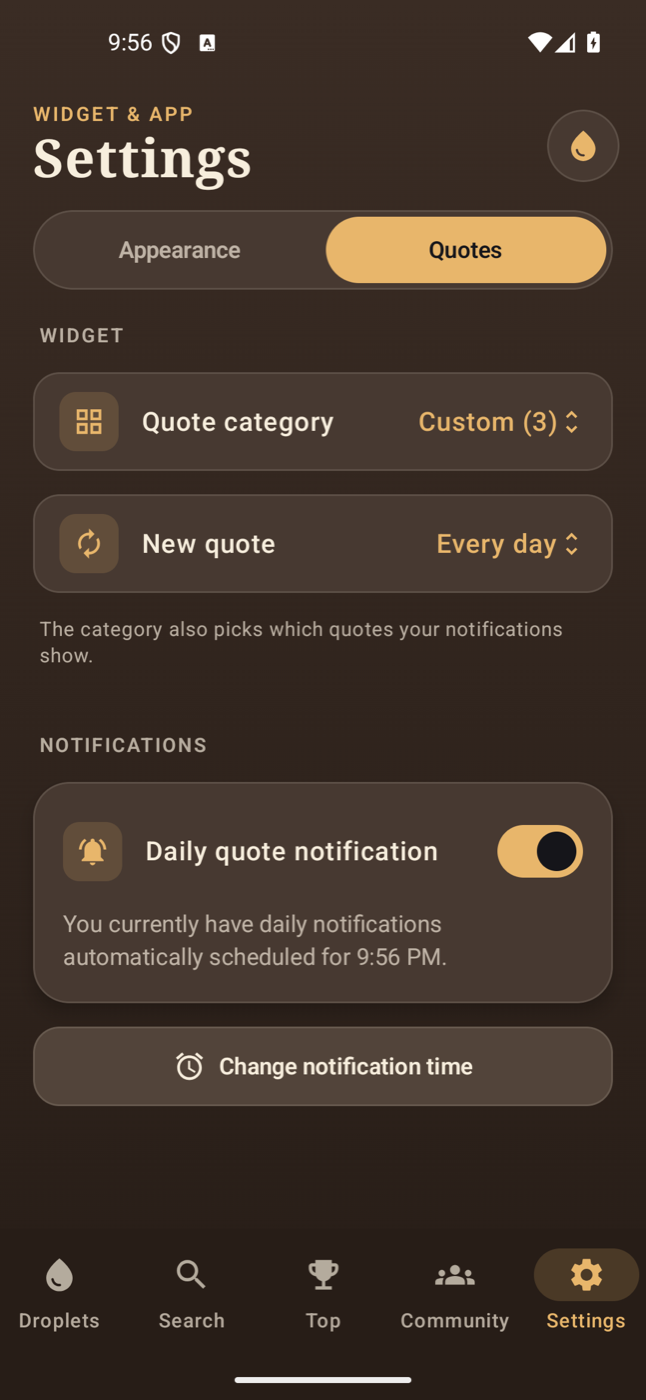 9:56
WIDGET & APP
Settings
Appearance
Quotes
WIDGET
Quote category
Custom (3)
New quote
Every day
The category also picks which quotes your notifications
show.
NOTIFICATIONS
Daily quote notification
You currently have daily notifications
automatically scheduled for 9:56 PM.
Change notification time
Droplets
Search
Top
Community
Settings